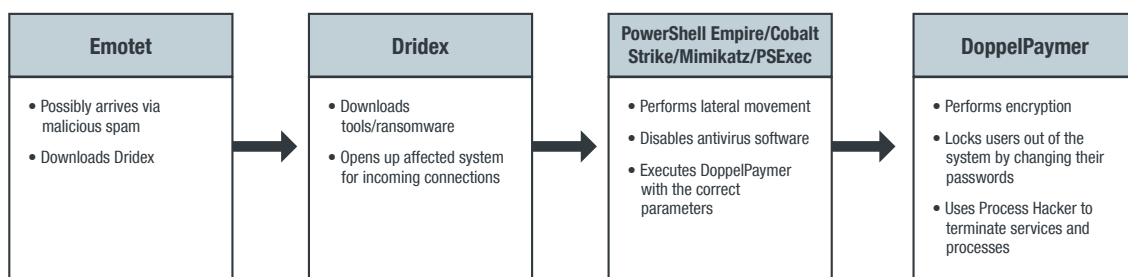 Emotet
• Possibly arrives via
malicious spam
• Downloads Dridex
Dridex
• Downloads
tools/ransomware
• Opens up affected system
for incoming connections
PowerShell Empire/Cobalt
Strike/Mimikatz/PSExec
• Performs lateral movement
• Disables antivirus software
• Executes DoppelPaymer
with the correct
parameters
DoppelPaymer
• Performs encryption
• Locks users out of the
system by changing their
passwords
• Uses Process Hacker to
terminate services and
processes